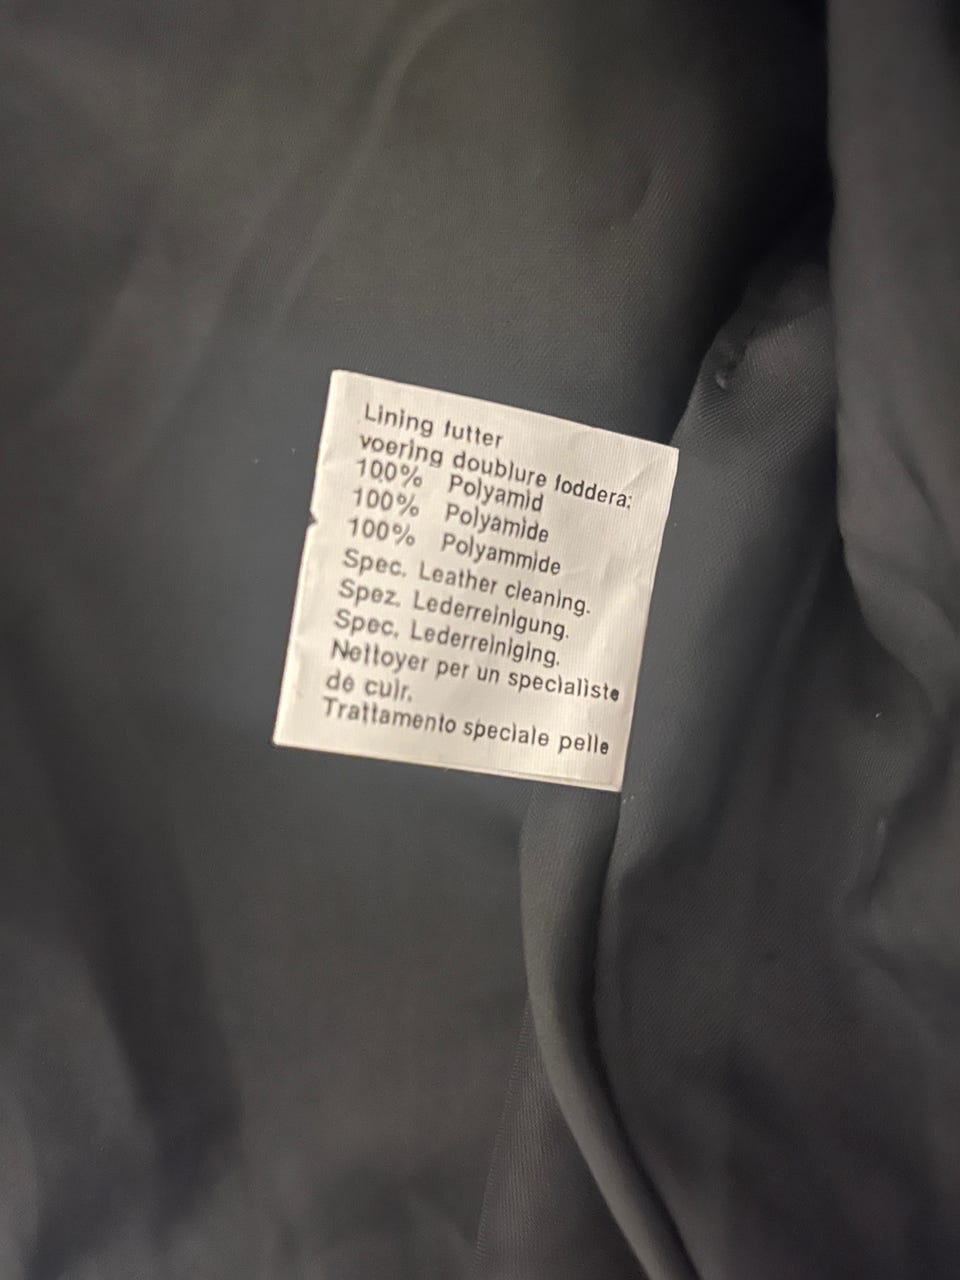 Lining futter
voering doublure foddera:
100% Polyamid
100% Polyamide
100% Polyammide
Spec. Leather cleaning.
Spez. Lederreinigung.
Spec. Lederreiniging.
Nettoyer per un specialiste
de cuir.
Trattamento speciale pelle